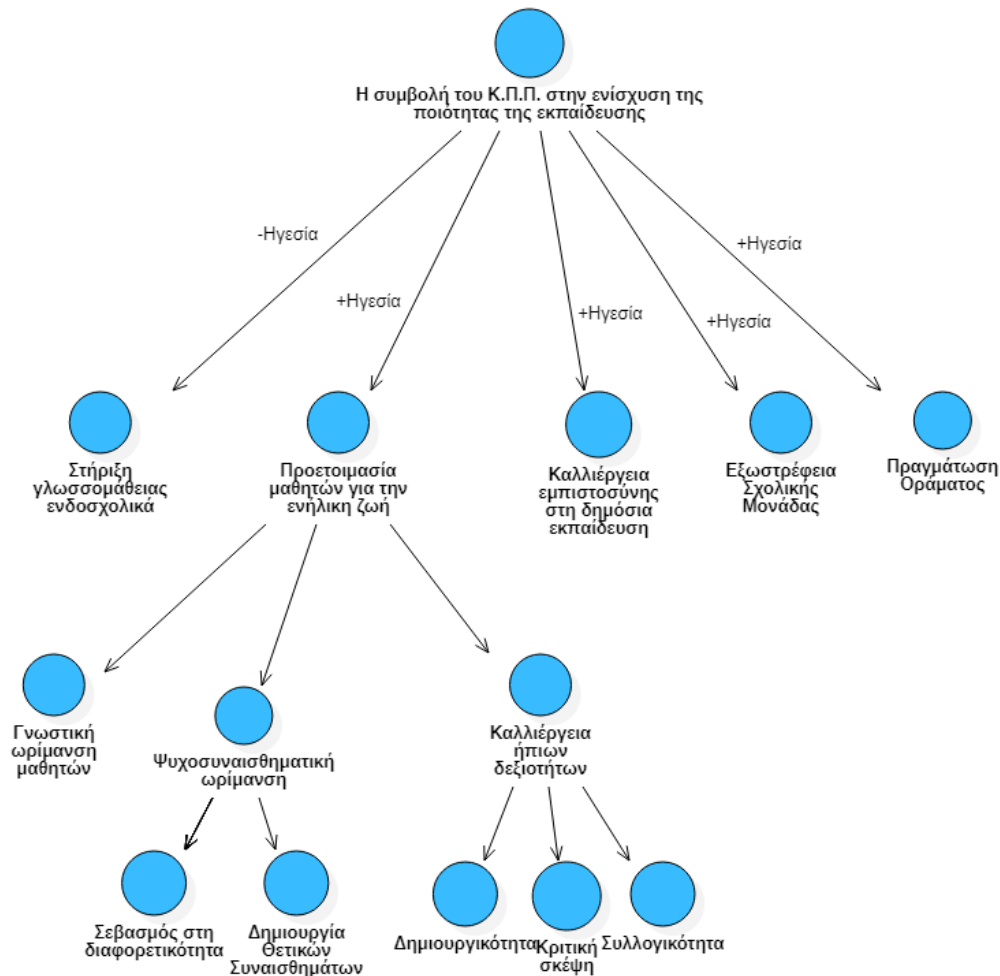 Η συμβολή του Κ.Π.Π. στην ενίσχυση της
ποιότητας της εκπαίδευσης
-Ηγεσία
+Ηγεσία
+Ηγεσία
+Ηγεσία
+Ηγεσία
Στήριξη
γλωσσομάθειας
ενδοσχολικά
Προετοιμασία
μαθητών για την
ενήλικη ζωή
Καλλιέργεια
εμπιστοσύνης
στη δημόσια
εκπαίδευση
Εξωστρέφεια
Σχολικής
Μονάδας
Πραγμάτωση
Οράματος
Γνωστική
ωρίμανση
μαθητών
Ψυχοσυναισθηματική
ωρίμανση
Καλλιέργεια
ήπιων
δεξιοτήτων
Σεβασμός στη
διαφορετικότητα
Δημιουργία
Θετικών
Συναισθημάτων
Δημιουργικότητα
Κριτική
σκέψη
Συλλογικότητα